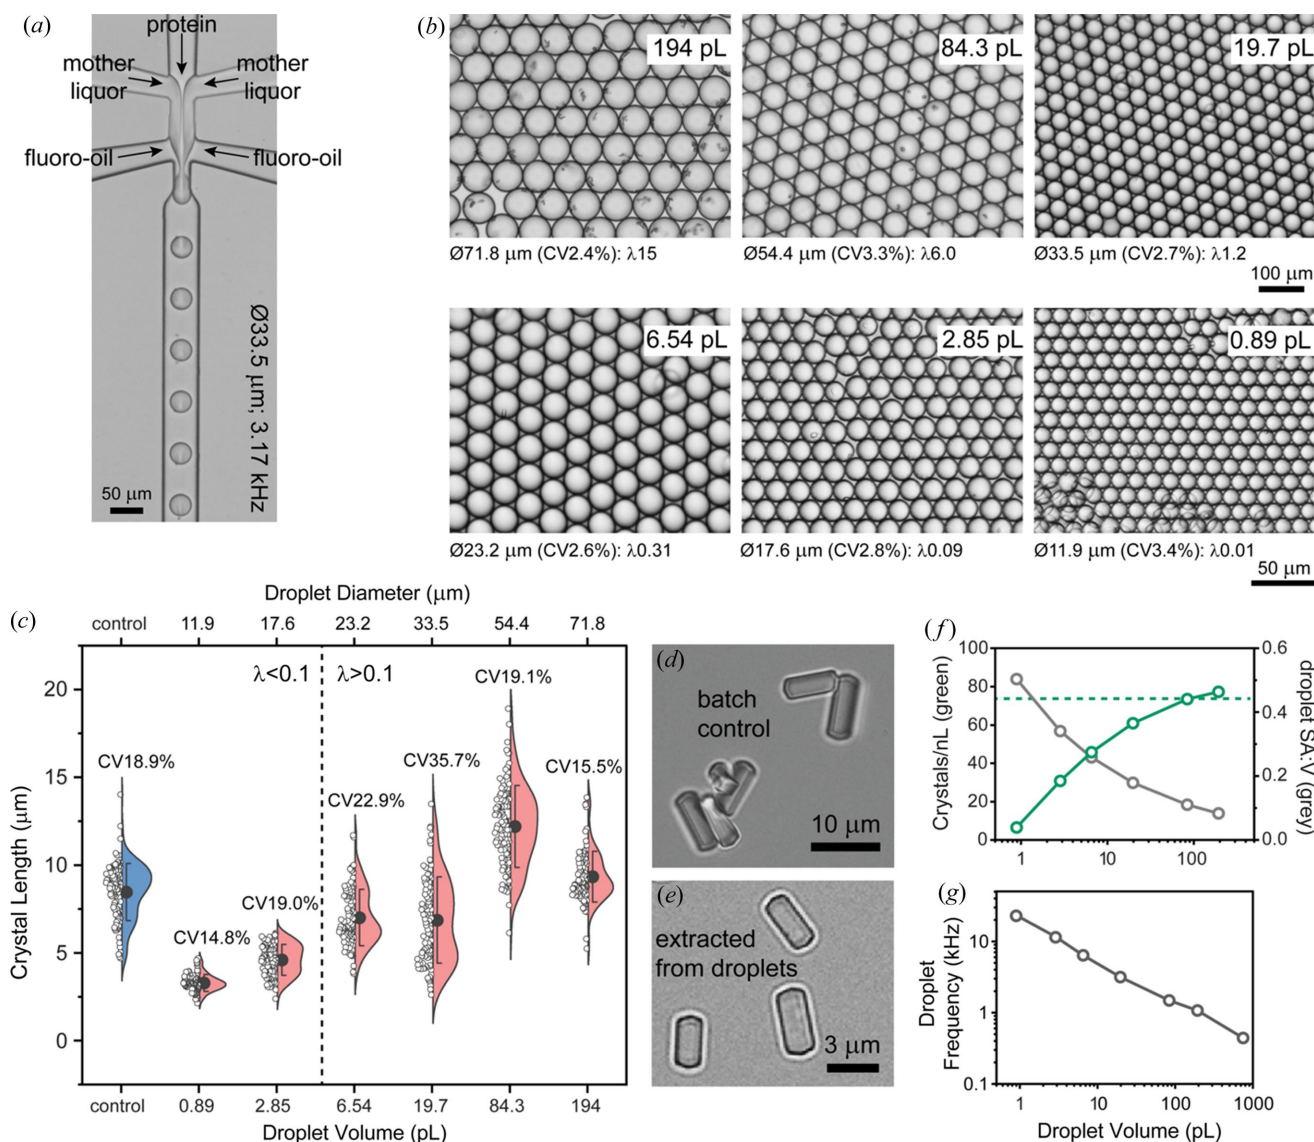 (a)
protein
mother
liquor
mother
liquor
fluoro-oil
fluoro-oil
Ø33.5 µm; 3.17 kHz
50 µm
(b)
194 pL
84.3 pL
19.7 pL
Ø71.8 µm (CV2.4%): λ15
Ø54.4 µm (CV3.3%): λ6.0
Ø33.5 µm (CV2.7%): λ1.2
100 µm
6.54 pL
2.85 pL
0.89 pL
Ø23.2 µm (CV2.6%): λ0.31
Ø17.6 µm (CV2.8%): λ0.09
Ø11.9 µm (CV3.4%): λ0.01
50 µm
(c)
Droplet Diameter (µm)
control 11.9 17.6 23.2 33.5 54.4 71.8
λ<0.1 λ>0.1
CV18.9%
CV14.8%
CV19.0%
CV22.9%
CV35.7%
CV19.1%
CV15.5%
Crystal Length (µm)
20
15
10
5
0
control 0.89 2.85 6.54 19.7 84.3 194
Droplet Volume (pL)
(d)
batch
control
10 µm
(e)
extracted
from droplets
3 µm
(f)
Crystals/nL (green)
100
80
60
40
20
0
droplet SA:V (grey)
0.6
0.4
0.2
0.0
1 10 100
(g)
Droplet
Frequency (kHz)
10
1
0.1
1 10 100 1000
Droplet Volume (pL)